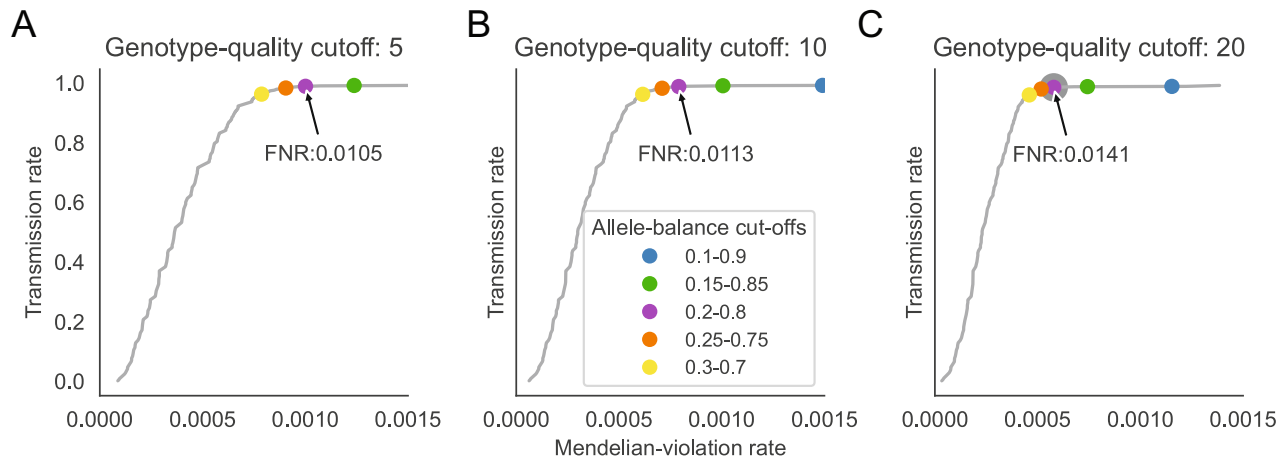 A
Genotype-quality cutoff: 5
Transmission rate
1.0
0.8
0.6
0.4
0.2
0.0
FNR:0.0105
0.0000 0.0005 0.0010 0.0015
B
Genotype-quality cutoff: 10
Transmission rate
FNR:0.0113
Allele-balance cut-offs
0.1-0.9
0.15-0.85
0.2-0.8
0.25-0.75
0.3-0.7
0.0000 0.0005 0.0010 0.0015
Mendelian-violation rate
C
Genotype-quality cutoff: 20
Transmission rate
FNR:0.0141
0.0000 0.0005 0.0010 0.0015